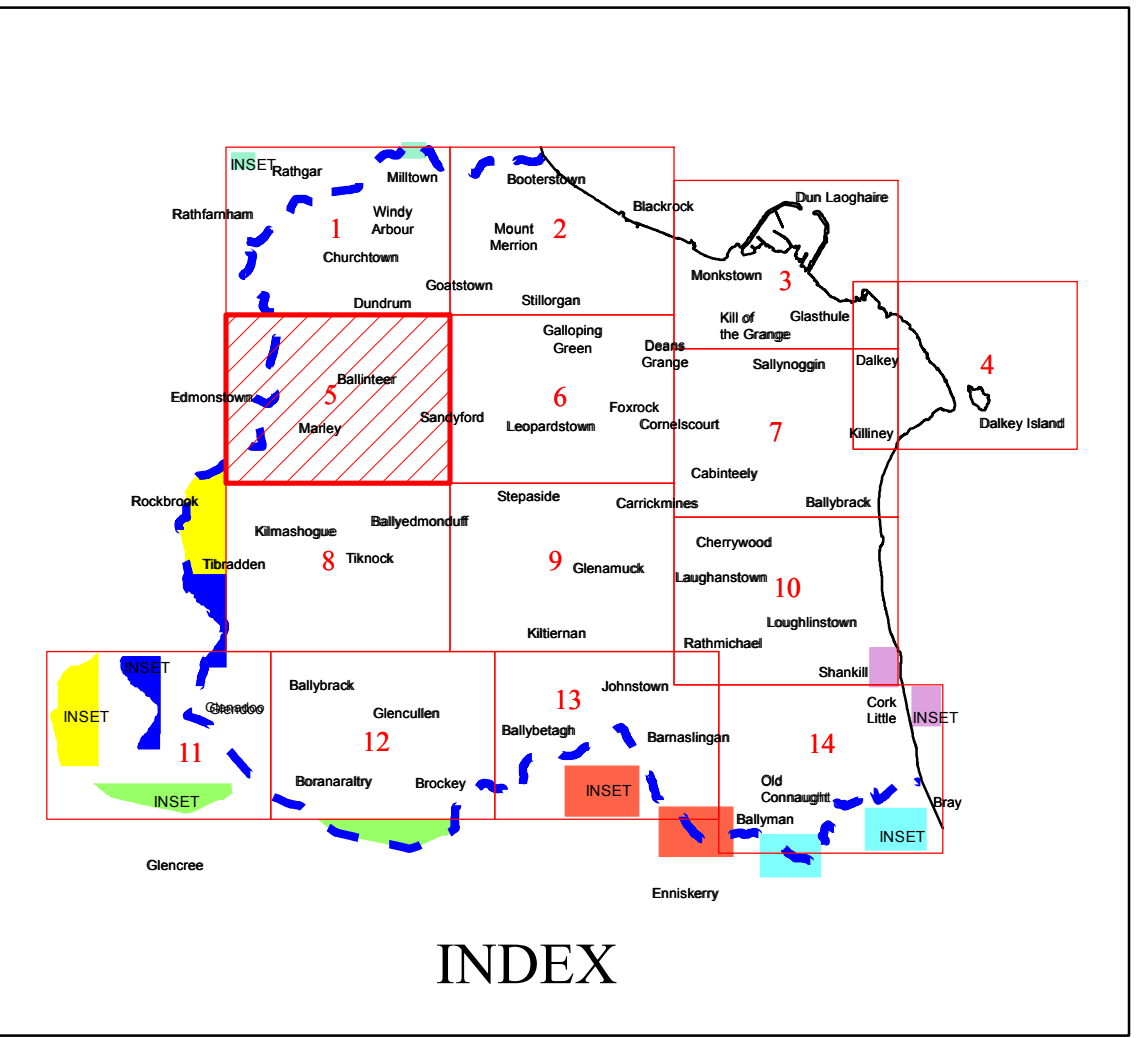 INSET
Rathgar
Milltown
Booterstown
Blackrock
Dun Laoghaire
Rathfarnham
Windy
Arbour
1
Mount
Merrion
2
Churchtown
Monkstown
3
Goatstown
Dundrum
Stillorgan
Kill of
the Grange
Glasthule
Galloping
Green
Deans
Grange
Sallynoggin
Dalkey
4
Ballinteer
Edmonstown
5
6
Foxrock
Dalkey Island
Marley
Sandyford
Leopardstown
Cornelscourt
7
Killiney
Cabinteely
Rockbrook
Stepaside
Carrickmines
Ballybrack
Kilmashogue
Ballyedmonduff
Cherrywood
Tibradden
8
Tiknock
9
Glenamuck
Laughanstown
10
Loughlinstown
Kiltiernan
Rathmichael
INSET
Shankill
Ballybrack
Johnstown
13
Glendoo
INSET
Glencullen
Cork
Little
INSET
11
12
Ballybetagh
Barnaslingan
14
Boranaraltry
Brockey
INSET
Old
Connaught
INSET
Bray
Ballyman
INSET
Glencree
Enniskerry
INDEX